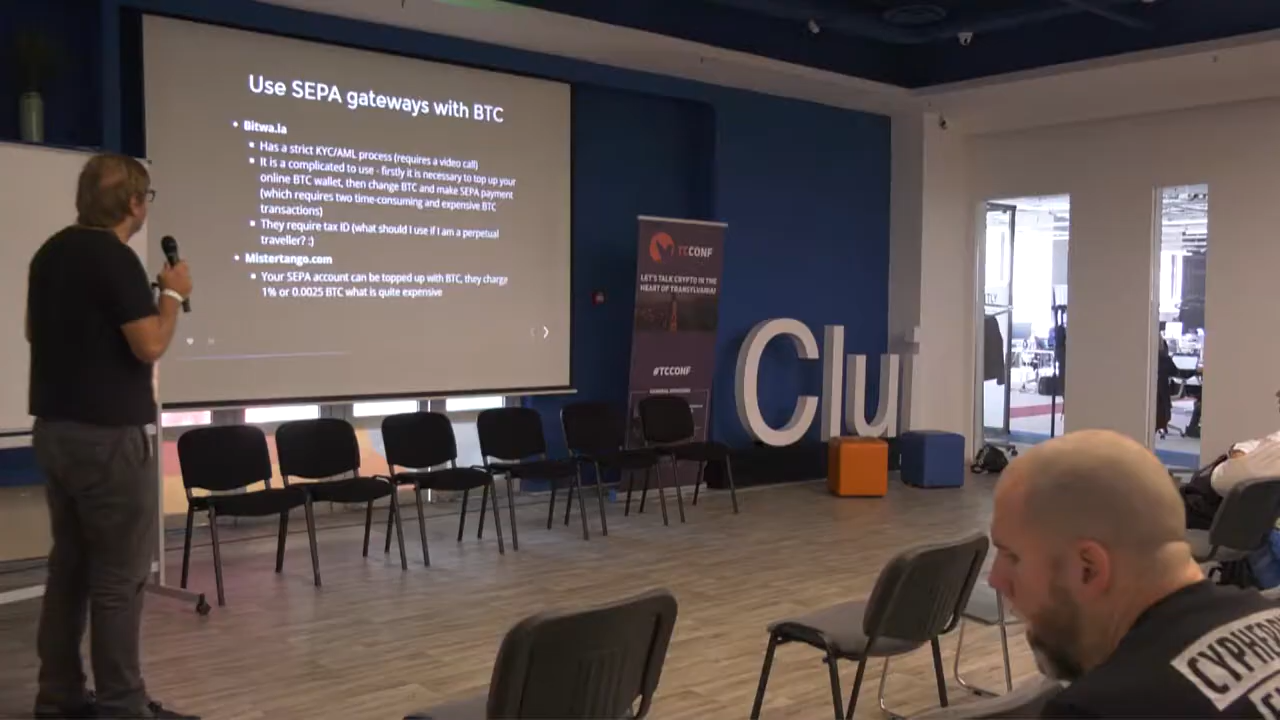 Use SEPA gateways with BTC
Bitwa.la
Has a strict KYC/AML process (requires a video call)
It is a complicated to use - firstly it is necessary to top up your
online BTC wallet, then change BTC and make SEPA payment
(which requires two time-consuming and expensive BTC
transactions)
They require tax ID (what should I use if I am a perpetual
traveller? :)
Mistertango.com
Your SEPA account can be topped up with BTC, they charge
1% or 0.0025 BTC what is quite expensive
TCCONF
LET'S TALK CRYPTO IN THE
HEART OF TRANSYLVANIA!
#TCCONF
GENERAL SPONSORS
Cluj
CYPHERP